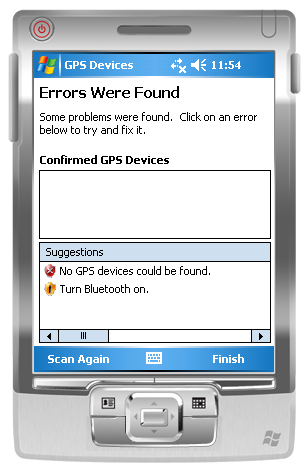 GPS Devices 11:54
Errors Were Found
Some problems were found.  Click on an error
below to try and fix it.
Confirmed GPS Devices
Suggestions
No GPS devices could be found.
Turn Bluetooth on.
Scan Again Finish